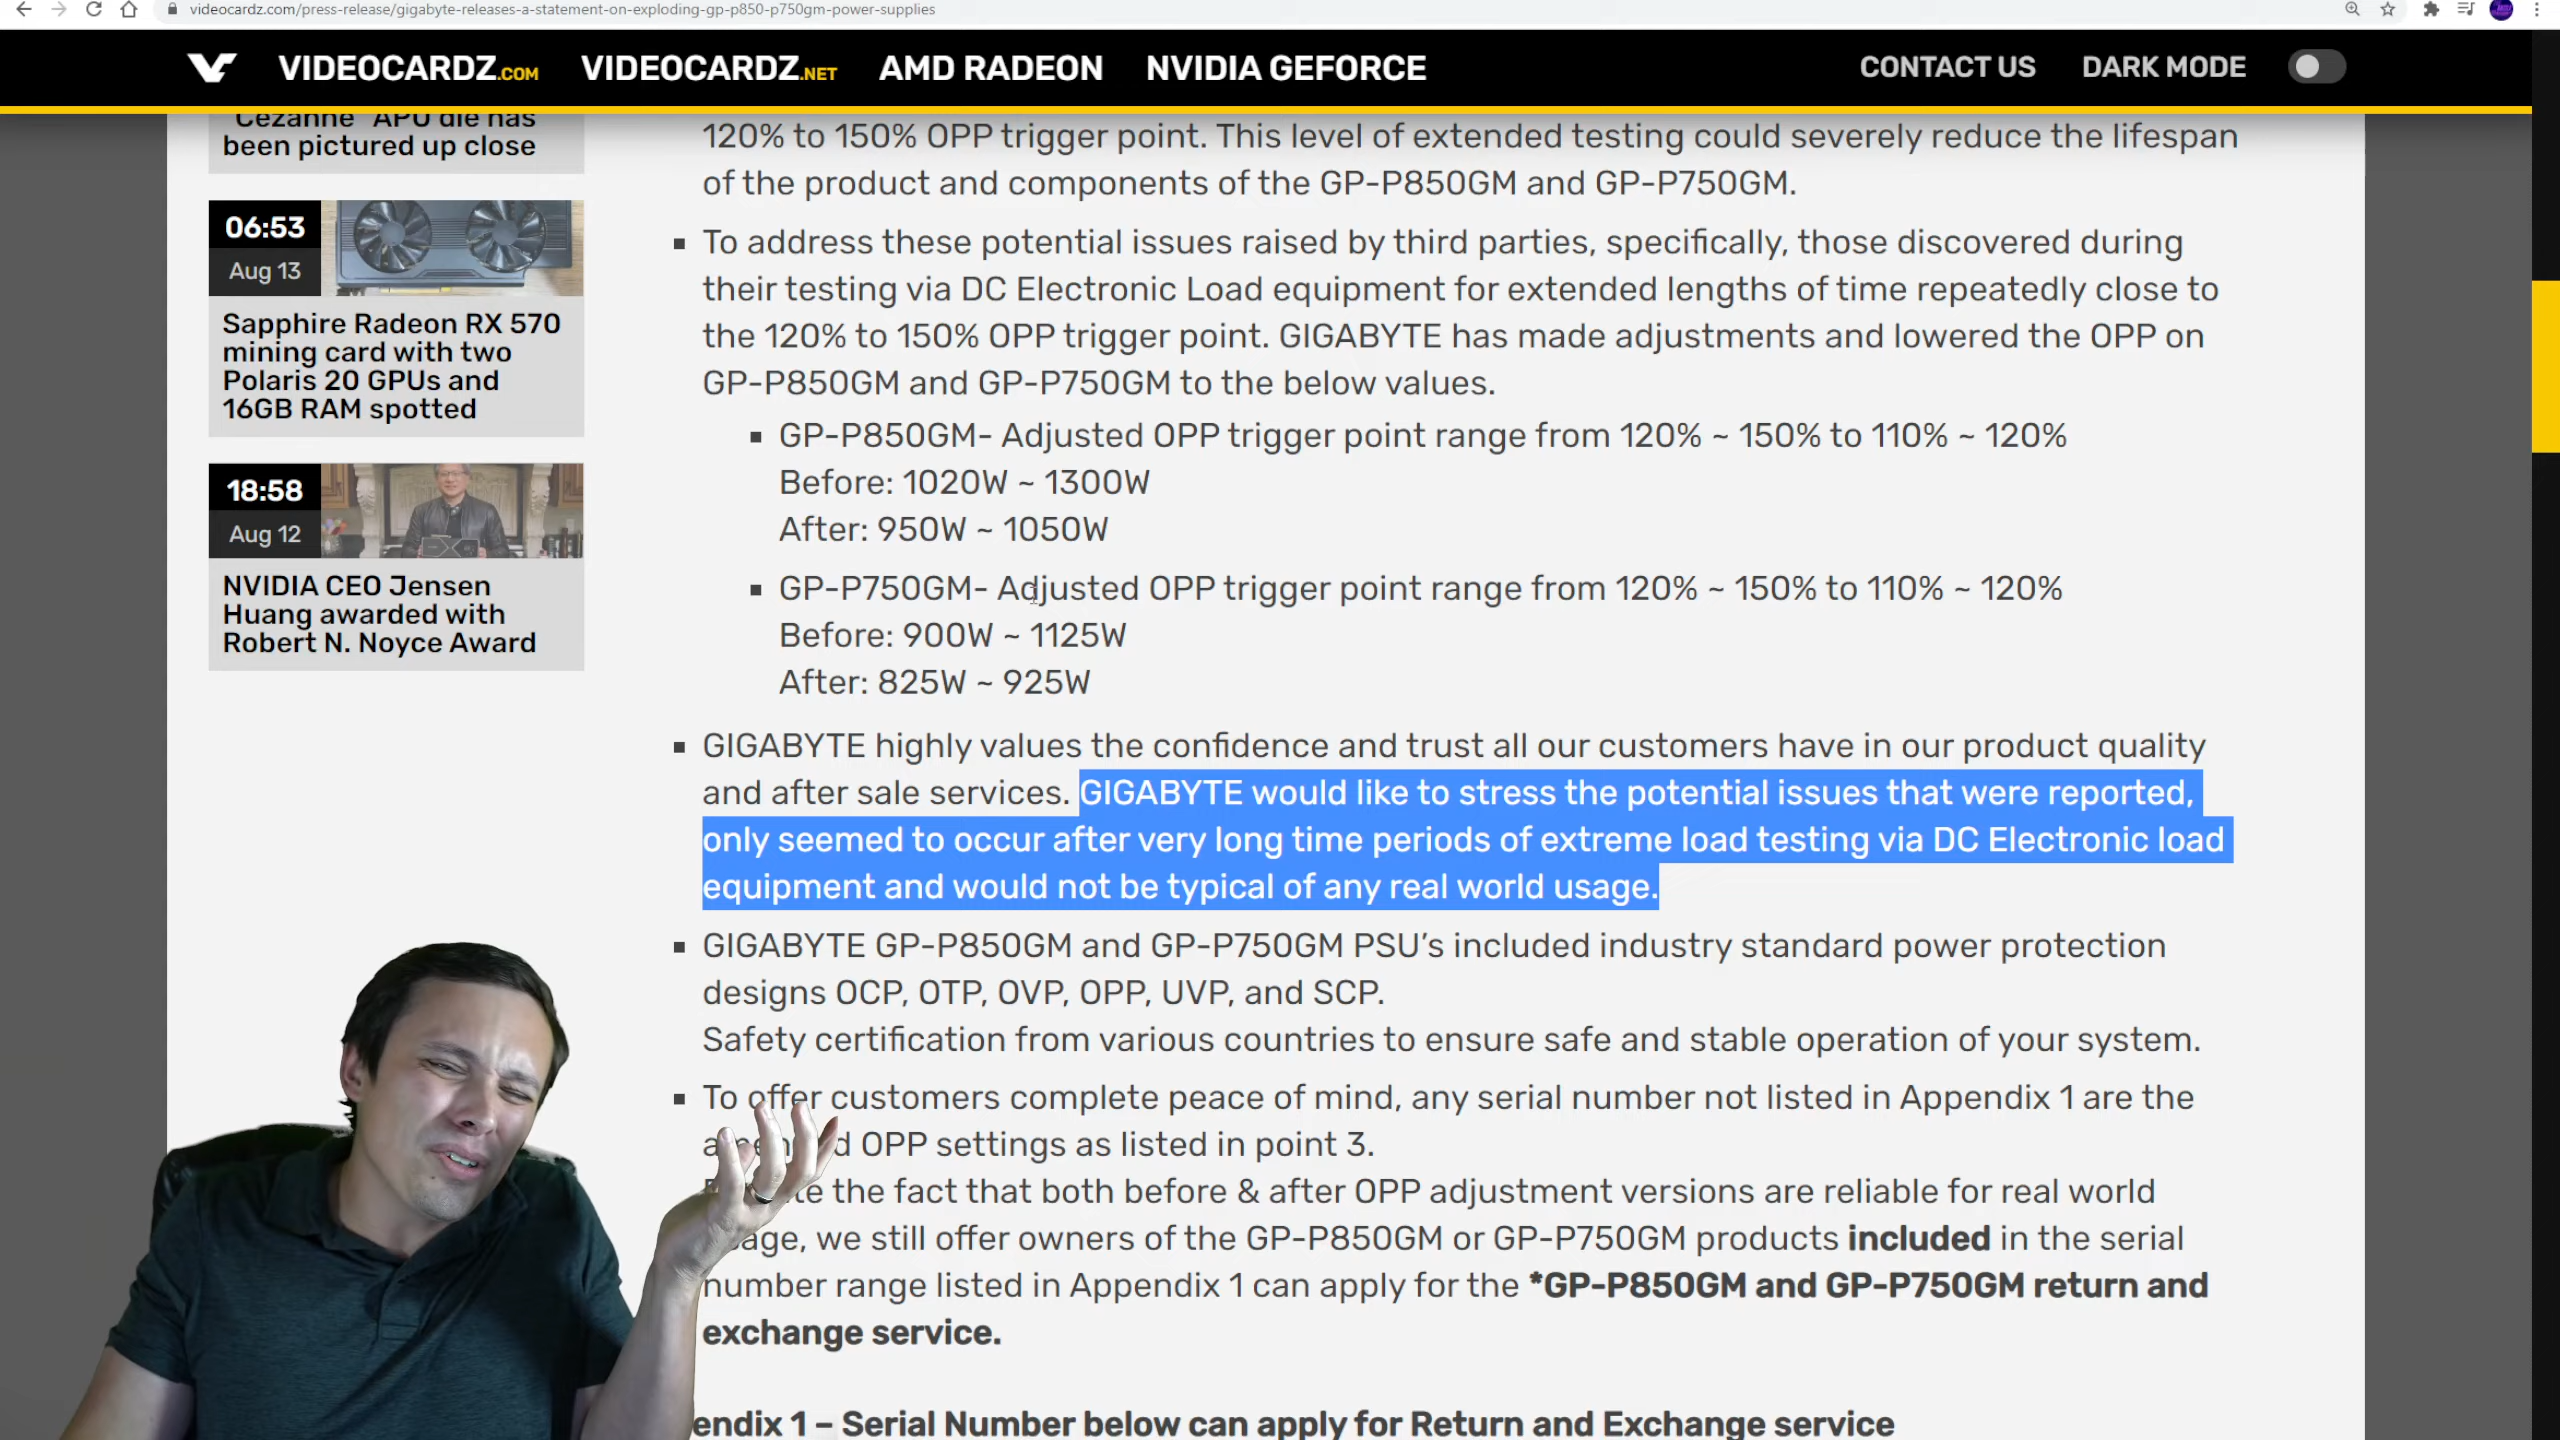 videocardz.com/press-release/gigabyte-releases-a-statement-on-exploding-gp-p850-p750gm-power-supplies
VIDEOCARDZ.COM VIDEOCARDZ.NET AMD RADEON NVIDIA GEFORCE CONTACT US DARK MODE
"Cezanne" APU die has
been pictured up close
06:53
Aug 13
Sapphire Radeon RX 570
mining card with two
Polaris 20 GPUs and
16GB RAM spotted
18:58
Aug 12
NVIDIA CEO Jensen
Huang awarded with
Robert N. Noyce Award
120% to 150% OPP trigger point. This level of extended testing could severely reduce the lifespan
of the product and components of the GP-P850GM and GP-P750GM.
To address these potential issues raised by third parties, specifically, those discovered during
their testing via DC Electronic Load equipment for extended lengths of time repeatedly close to
the 120% to 150% OPP trigger point. GIGABYTE has made adjustments and lowered the OPP on
GP-P850GM and GP-P750GM to the below values.
GP-P850GM- Adjusted OPP trigger point range from 120% ~ 150% to 110% ~ 120%
Before: 1020W ~ 1300W
After: 950W ~ 1050W
GP-P750GM- Adjusted OPP trigger point range from 120% ~ 150% to 110% ~ 120%
Before: 900W ~ 1125W
After: 825W ~ 925W
GIGABYTE highly values the confidence and trust all our customers have in our product quality
and after sale services. GIGABYTE would like to stress the potential issues that were reported,
only seemed to occur after very long time periods of extreme load testing via DC Electronic load
equipment and would not be typical of any real world usage.
GIGABYTE GP-P850GM and GP-P750GM PSU's included industry standard power protection
designs OCP, OTP, OVP, OPP, UVP, and SCP.
Safety certification from various countries to ensure safe and stable operation of your system.
To offer customers complete peace of mind, any serial number not listed in Appendix 1 are the
OPP settings as listed in point 3.
the fact that both before & after OPP adjustment versions are reliable for real world
we still offer owners of the GP-P850GM or GP-P750GM products included in the serial
number range listed in Appendix 1 can apply for the *GP-P850GM and GP-P750GM return and
exchange service.
endix 1 – Serial Number below can apply for Return and Exchange service